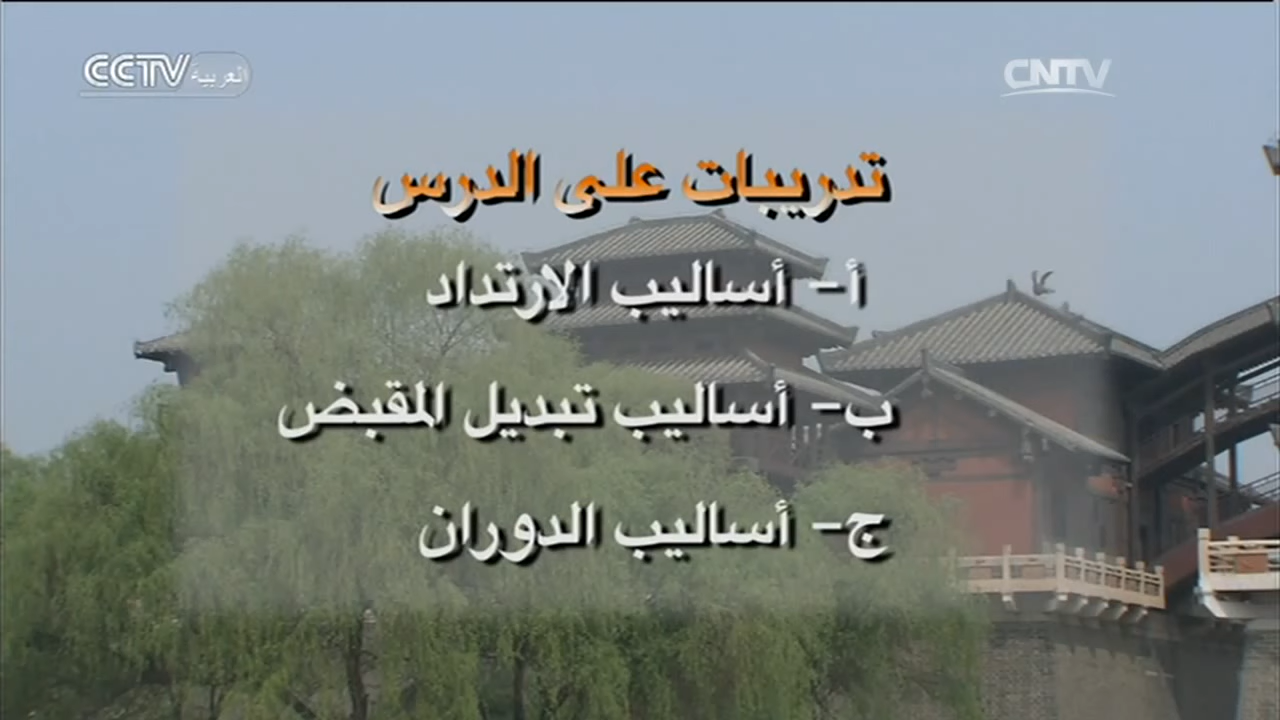 CCTV العربية
CNTV
تدريبات على الدرس
أ- أساليب الارتداد
ب- أساليب تبديل المقبض
ج- أساليب الدوران